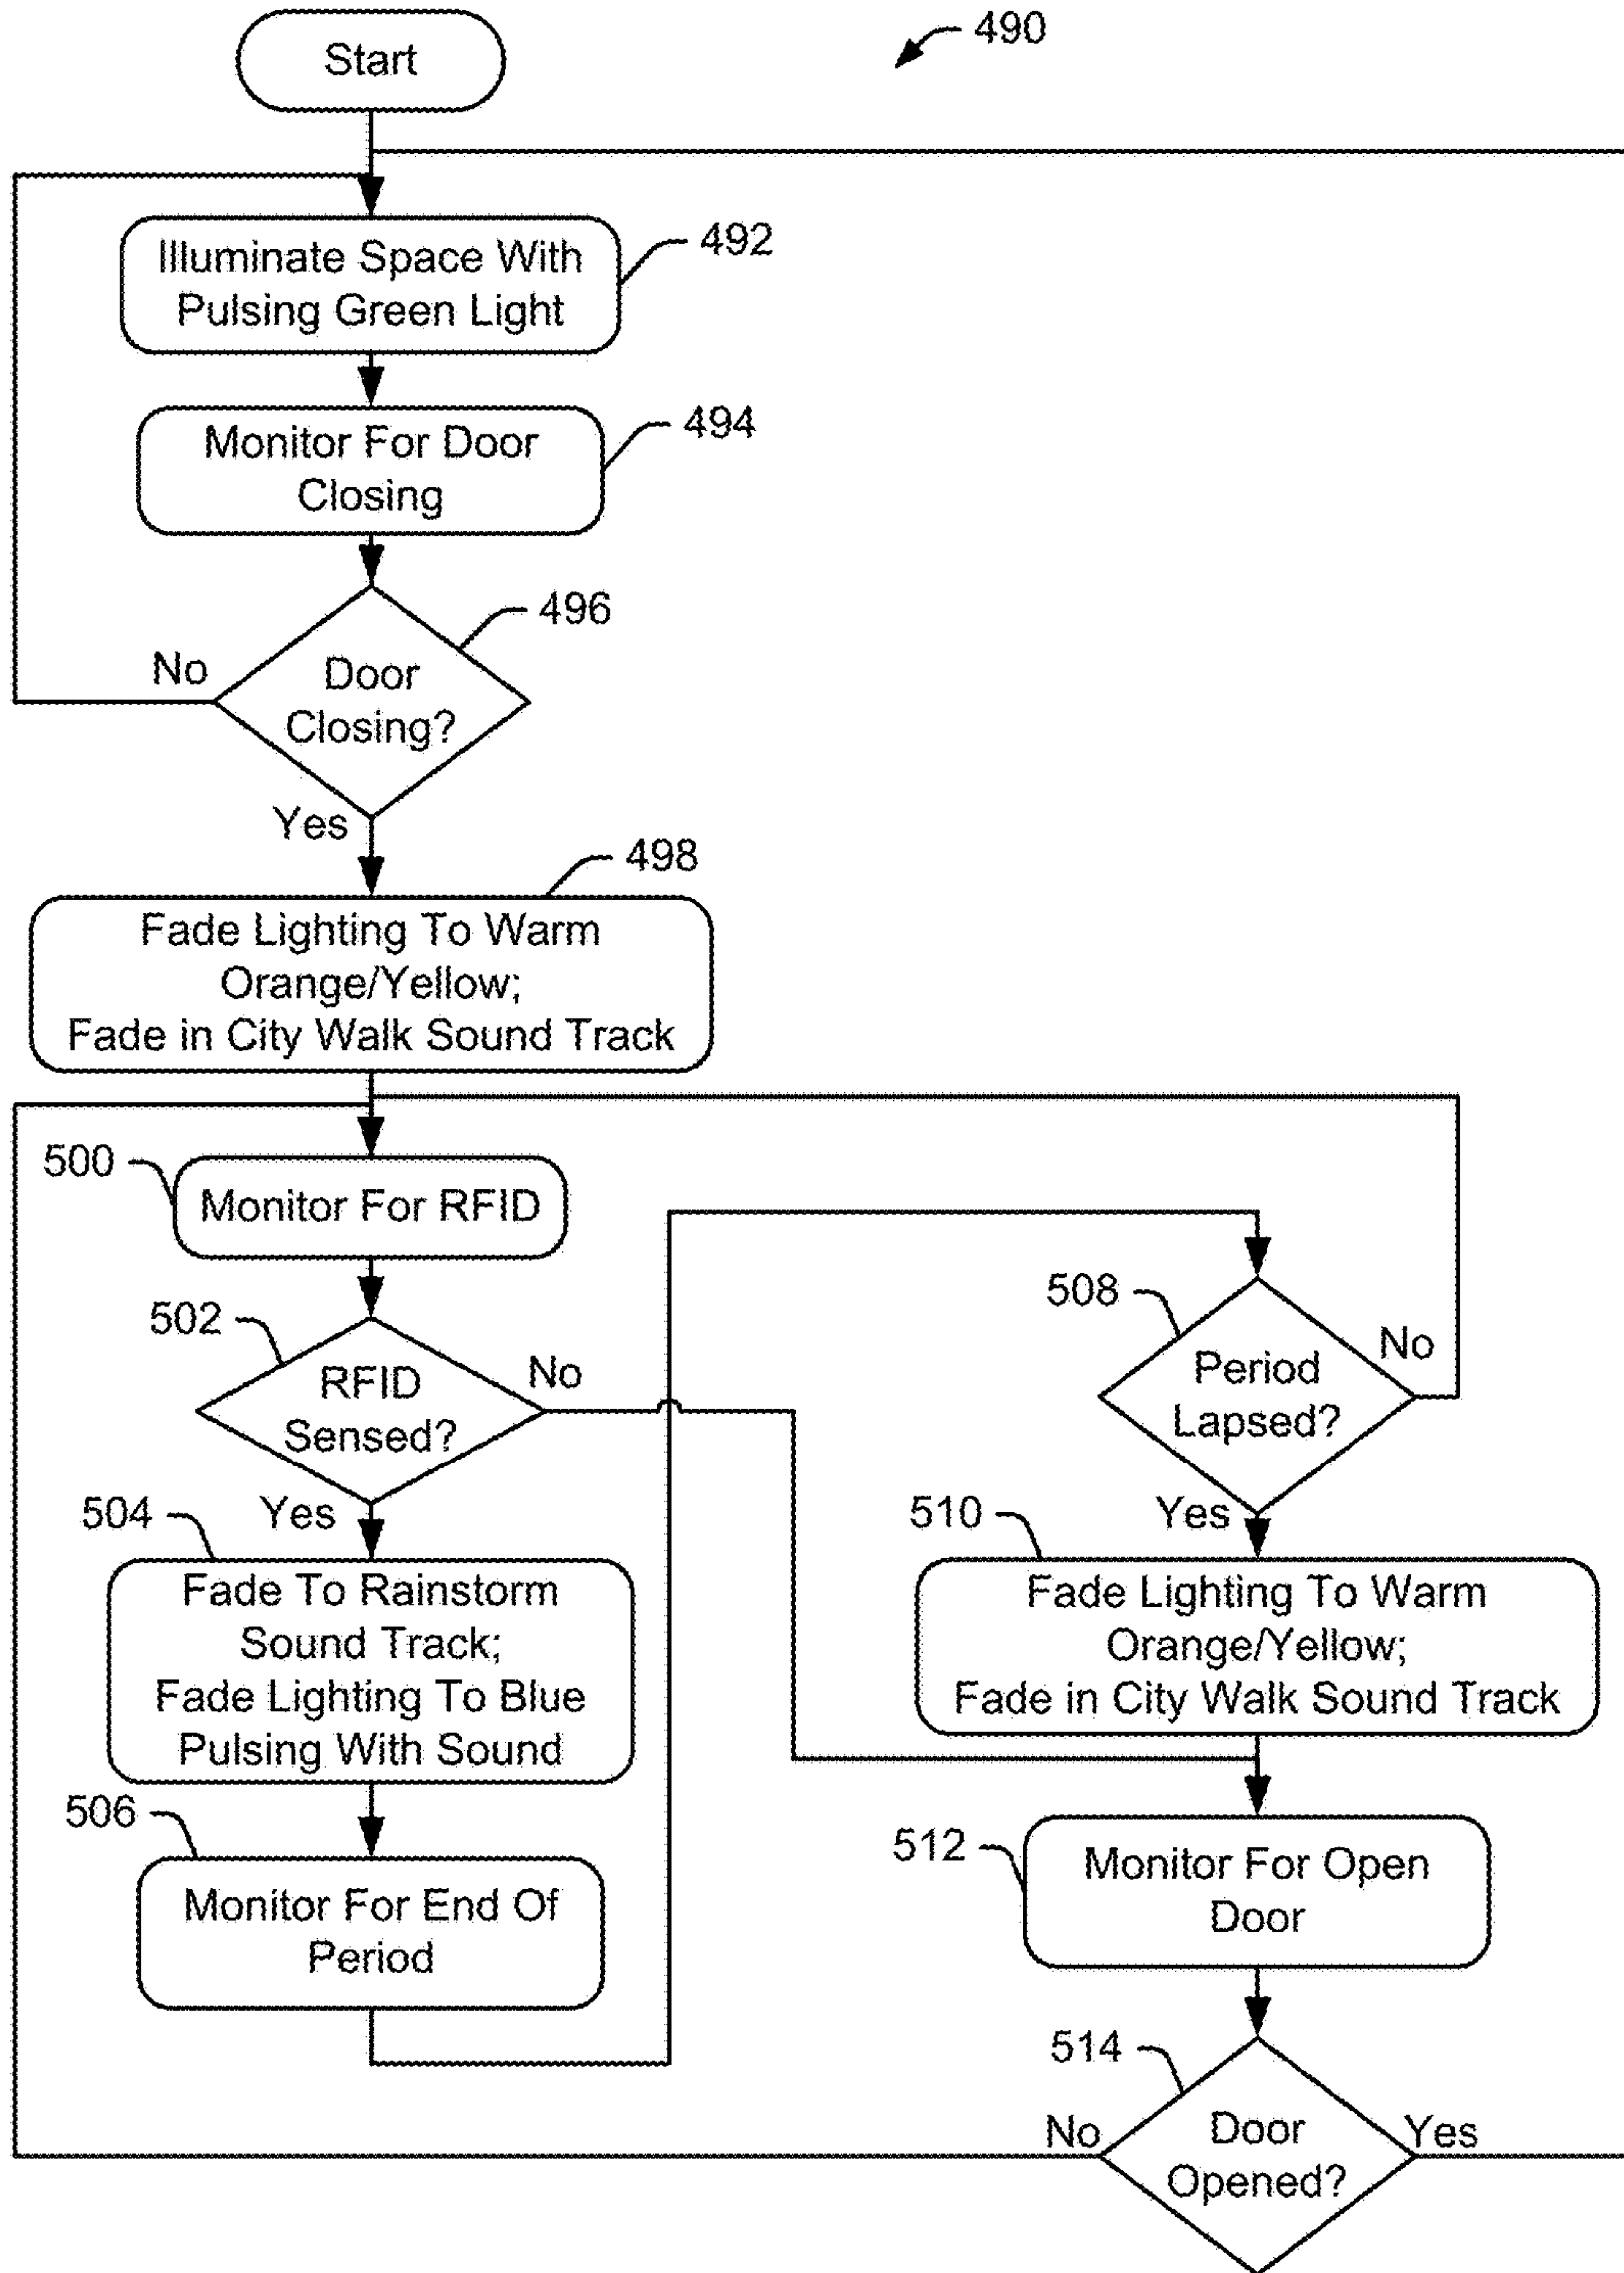 490
Start
Illuminate Space With
Pulsing Green Light
492
Monitor For Door
Closing
494
496
Door
Closing?
No
Yes
498
Fade Lighting To Warm
Orange/Yellow;
Fade in City Walk Sound Track
500
Monitor For RFID
502
RFID
Sensed?
No
Yes
504
Fade To Rainstorm
Sound Track;
Fade Lighting To Blue
Pulsing With Sound
506
Monitor For End Of
Period
508
Period
Lapsed?
No
Yes
510
Fade Lighting To Warm
Orange/Yellow;
Fade in City Walk Sound Track
512
Monitor For Open
Door
514
Door
Opened?
No
Yes